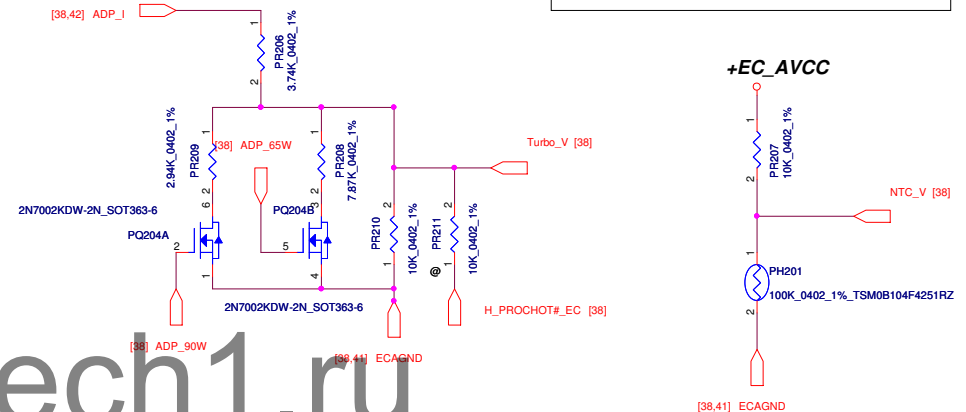 [38,42] ADP_I
1
PR206
3.74K_0402_1%
2
+EC_AVCC
1
PR209
2.94K_0402_1%
2
[38] ADP_65W
1
PR208
7.87K_0402_1%
2
Turbo_V [38]
1
PR207
10K_0402_1%
2
NTC_V [38]
2N7002KDW-2N_SOT363-6
6
PQ204A
2
1
PQ204B
3
5
4
2
PR210
10K_0402_1%
1
2
PR211
10K_0402_1%
1
@
2N7002KDW-2N_SOT363-6
H_PROCHOT#_EC [38]
1
PH201
100K_0402_1%_TSM0B104F4251RZ
2
[38] ADP_90W
[38,41] ECAGND
[38,41] ECAGND
ech1.ru